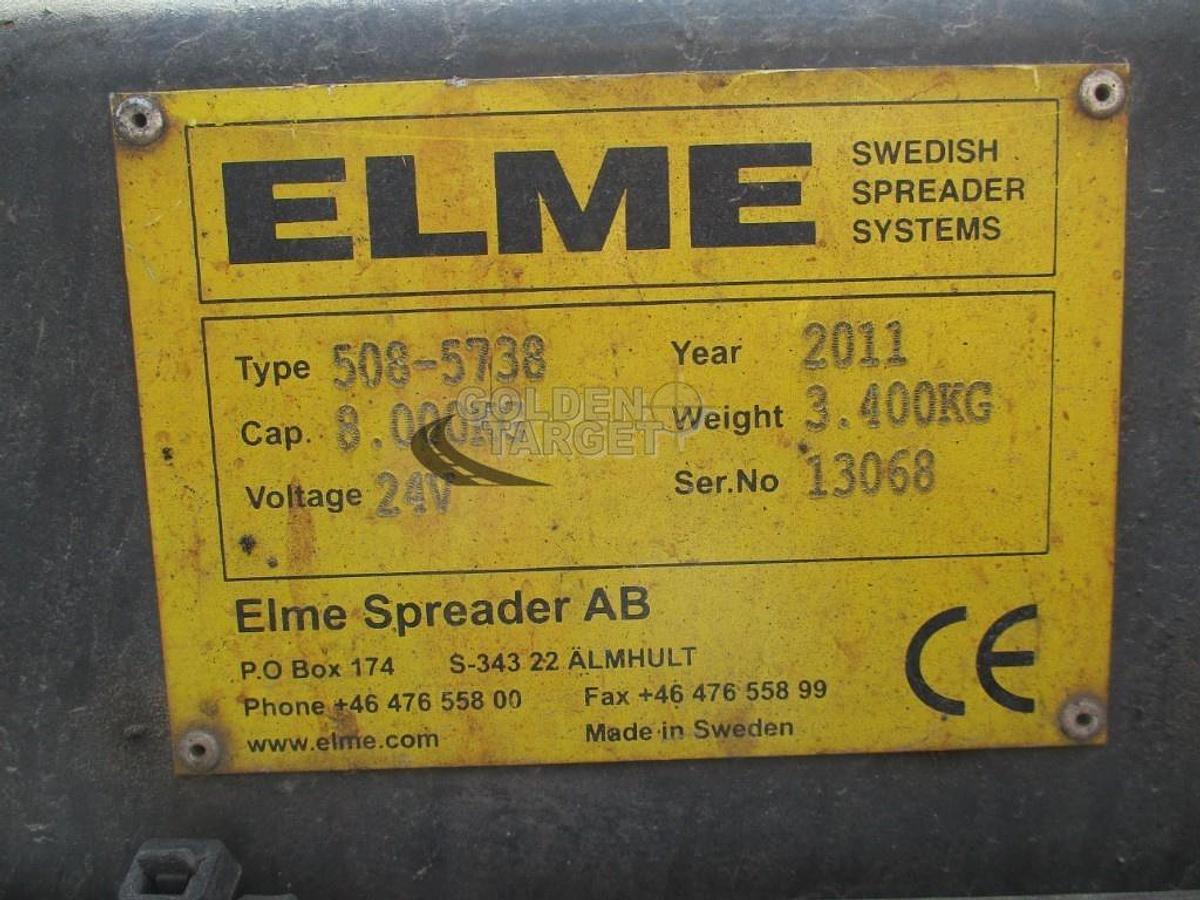 ELME
SWEDISH
SPREADER
SYSTEMS
Type 508-5738 Year 2011
Cap. 8.000KG Weight 3.400KG
Voltage 24V Ser.No 13068
GOLDEN
TARGET
Elme Spreader AB
P.O Box 174 S-343 22 ÄLMHULT
Phone +46 476 558 00 Fax +46 476 558 99
www.elme.com Made in Sweden
CE